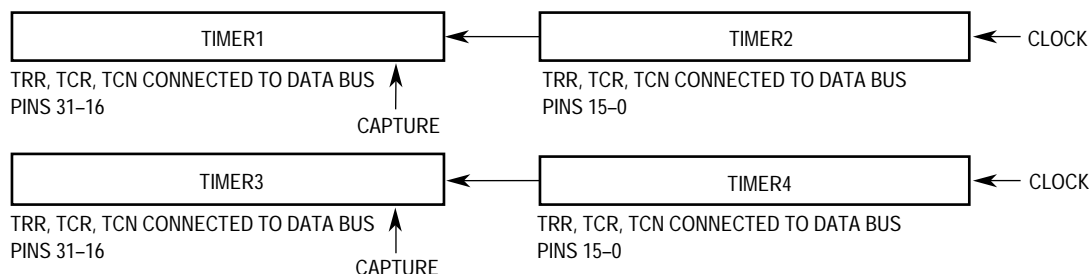 TIMER1
TIMER2
CLOCK
TRR, TCR, TCN CONNECTED TO DATA BUS
PINS 31–16
CAPTURE
TRR, TCR, TCN CONNECTED TO DATA BUS
PINS 15–0
TIMER3
TIMER4
CLOCK
TRR, TCR, TCN CONNECTED TO DATA BUS
PINS 31–16
CAPTURE
TRR, TCR, TCN CONNECTED TO DATA BUS
PINS 15–0